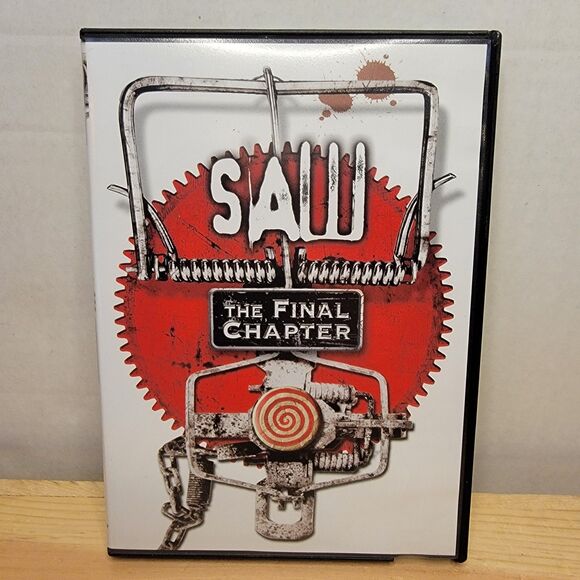 SAW
THE FINAL
CHAPTER